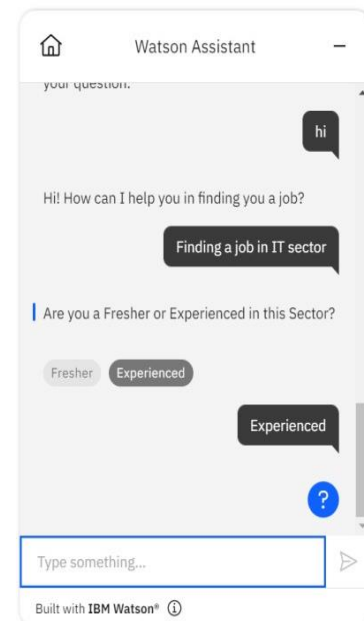 Watson Assistant
your question.
hi
Hi! How can I help you in finding you a job?
Finding a job in IT sector
Are you a Fresher or Experienced in this Sector?
Fresher Experienced
Experienced
?
Type something...
Built with IBM Watson®